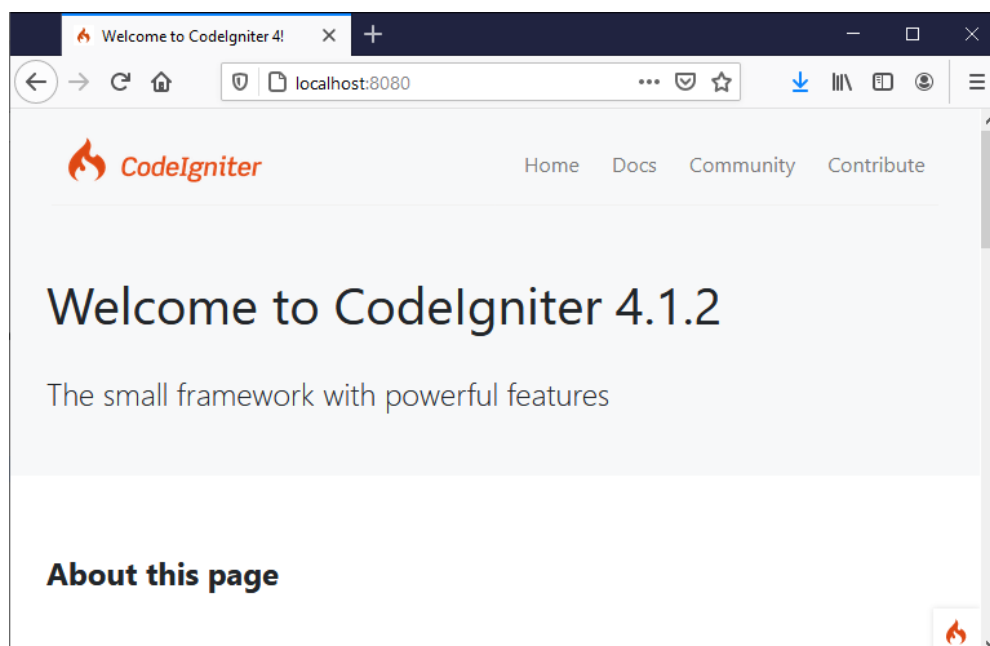 Welcome to CodeIgniter 4!
localhost:8080
CodeIgniter
Home Docs Community Contribute
Welcome to CodeIgniter 4.1.2
The small framework with powerful features
About this page